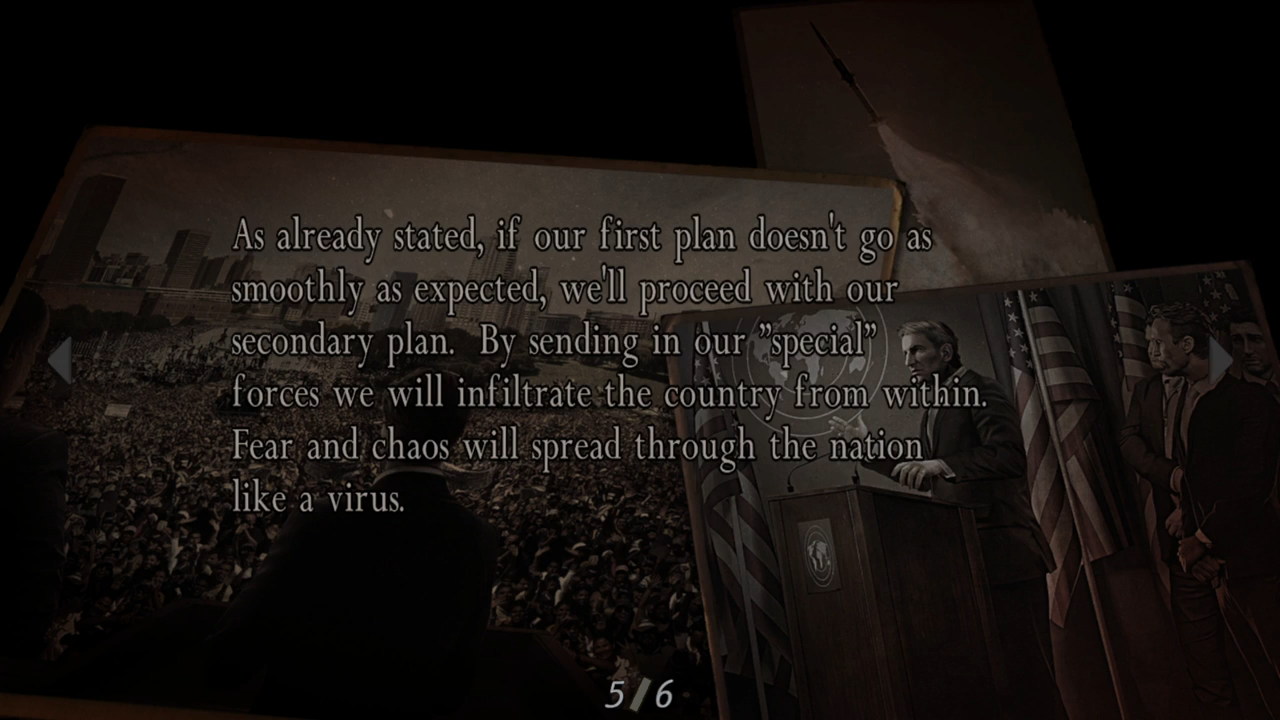 As already stated, if our first plan doesn't go as
smoothly as expected, we'll proceed with our
secondary plan. By sending in our ”special”
forces we will infiltrate the country from within.
Fear and chaos will spread through the nation
like a virus.
5/6